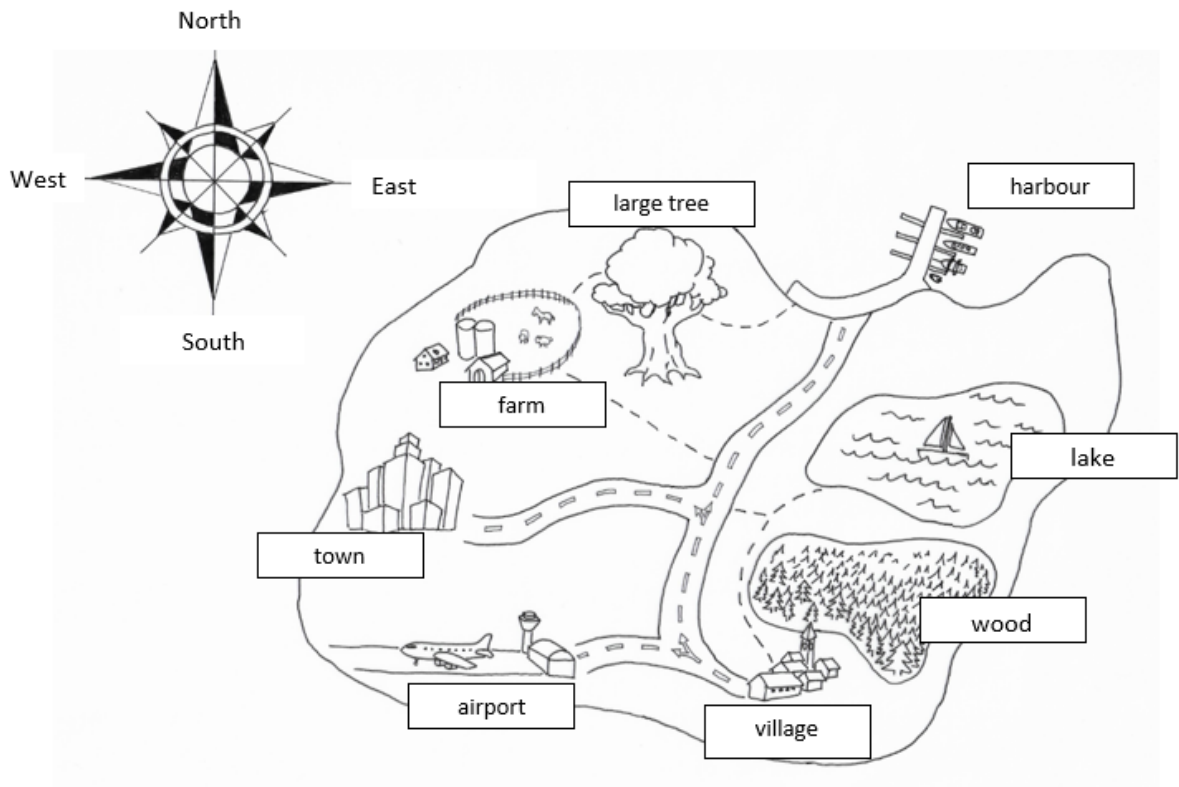 North
West
East
South
large tree
harbour
farm
lake
town
wood
airport
village